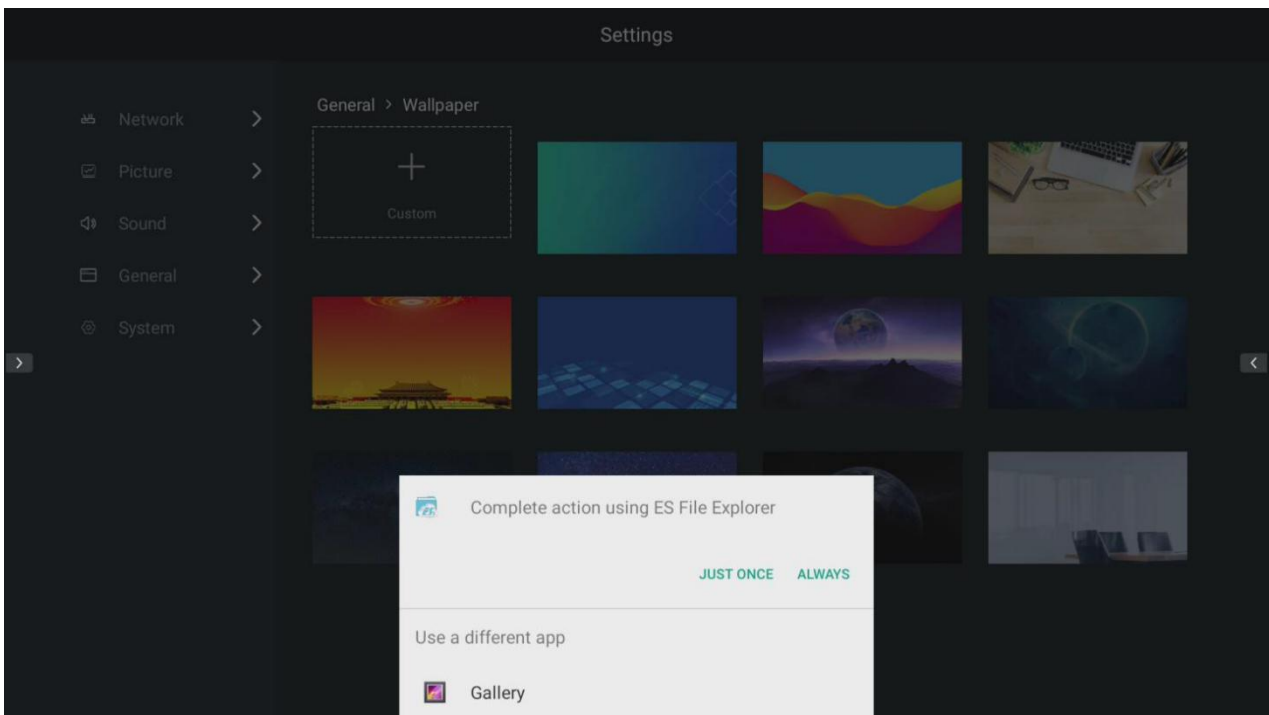 Settings
General > Wallpaper
Network
Picture
Sound
General
System
Custom
Complete action using ES File Explorer
JUST ONCE ALWAYS
Use a different app
Gallery